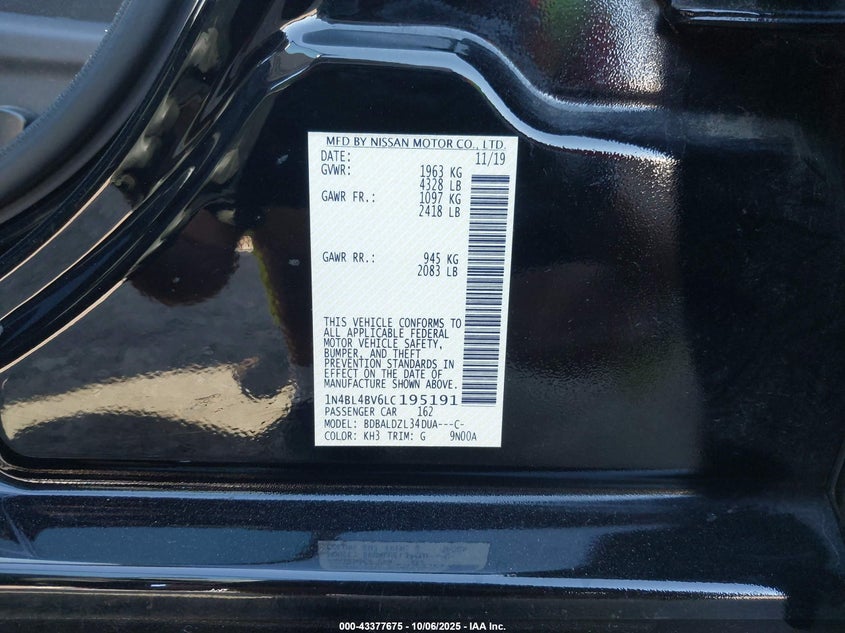 MFD BY NISSAN MOTOR CO., LTD.
DATE: 11/19
GVWR: 1963 KG
4328 LB
GAWR FR.: 1097 KG
2418 LB
GAWR RR.: 945 KG
2083 LB
THIS VEHICLE CONFORMS TO
ALL APPLICABLE FEDERAL
MOTOR VEHICLE SAFETY,
BUMPER, AND THEFT
PREVENTION STANDARDS IN
EFFECT ON THE DATE OF
MANUFACTURE SHOWN ABOVE.
1N4BL4BV6LC195191
PASSENGER CAR 162
MODEL: BDBALDZL34DUA---C-
COLOR: KH3 TRIM: G 9N00A
000-43377675 - 10/06/2025 - IAA Inc.